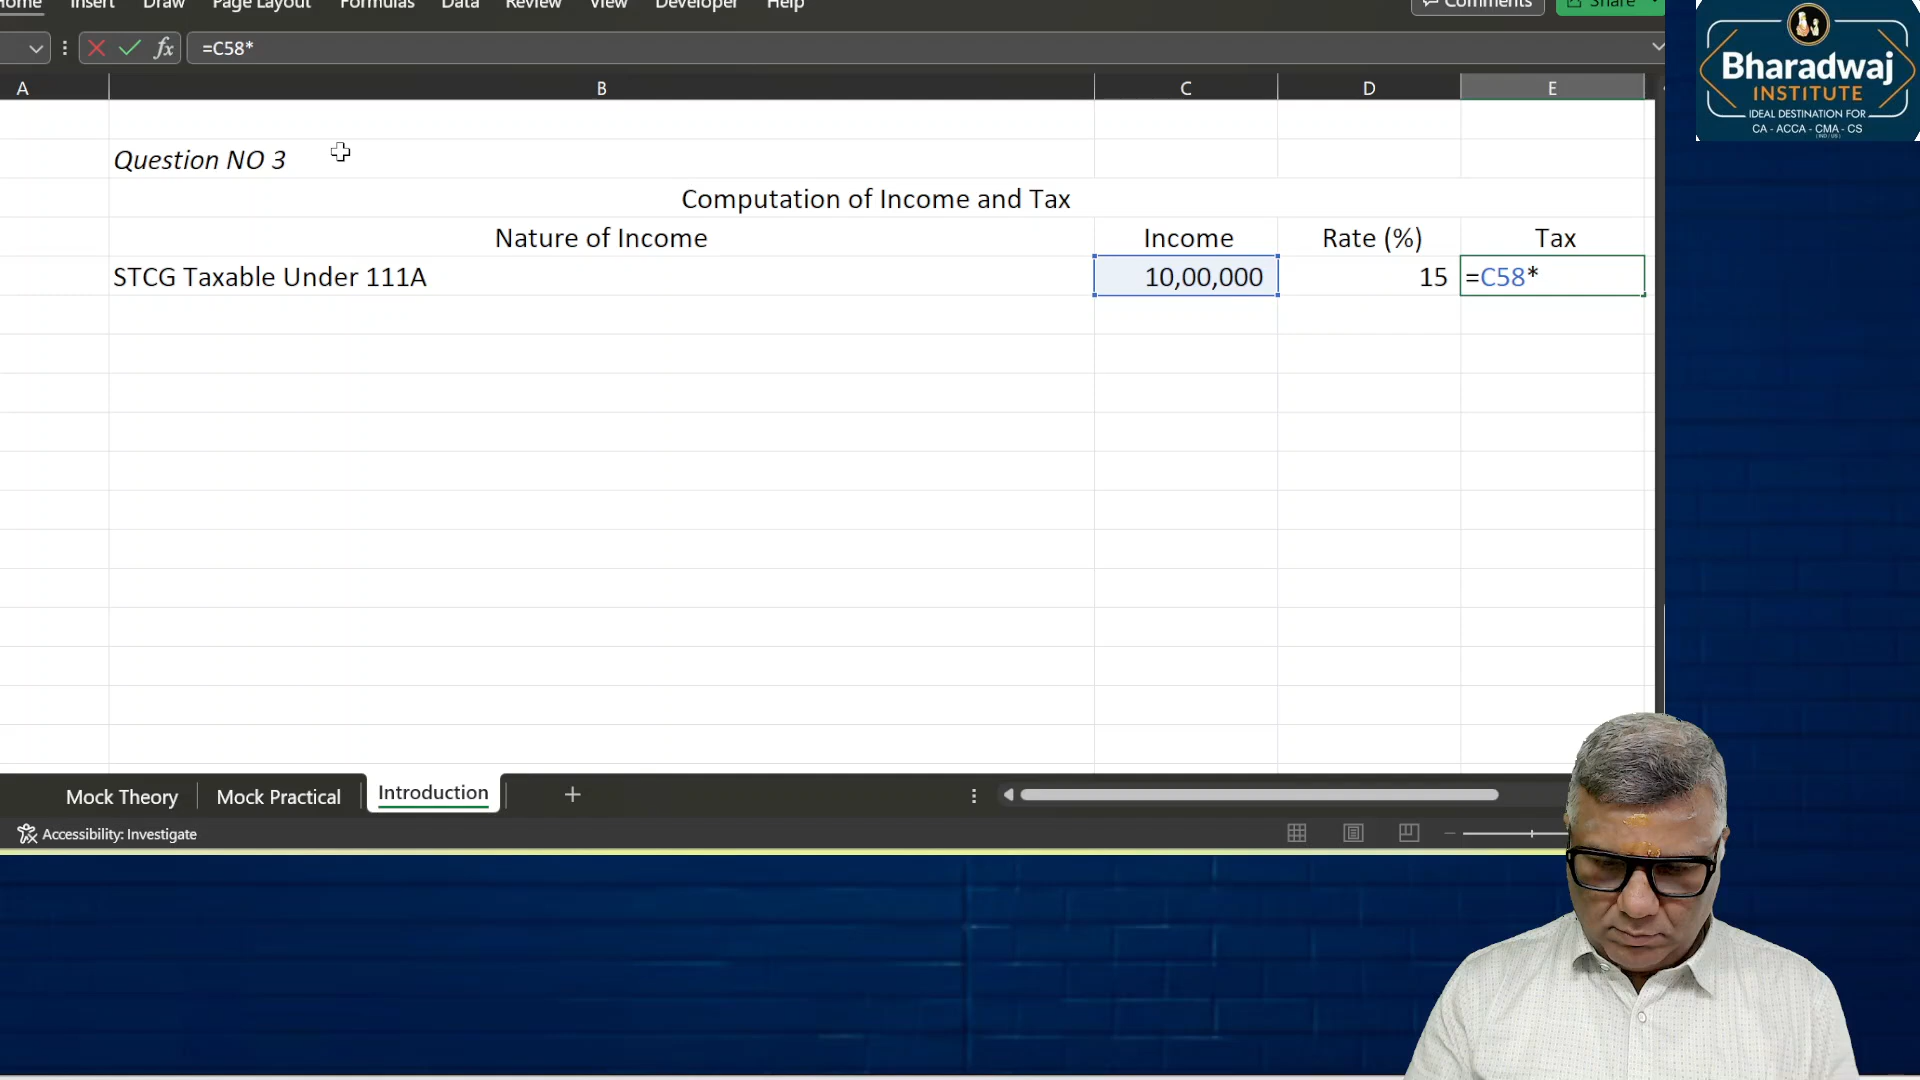 Home Insert Draw Page Layout Formulas Data Review View Developer Help Comments Share
fx =C58*
A B C D E
Question NO 3
Computation of Income and Tax
Nature of Income Income Rate (%) Tax
STCG Taxable Under 111A 10,00,000 15 =C58*
Mock Theory Mock Practical Introduction
Accessibility: Investigate
Bharadwaj
INSTITUTE
IDEAL DESTINATION FOR
CA - ACCA - CMA - CS